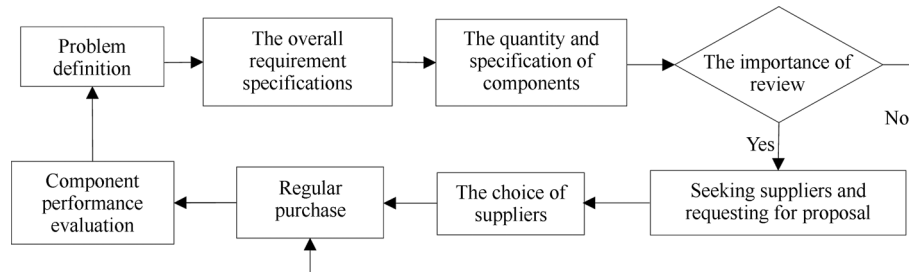 Problem
definition
The overall
requirement
specifications
The quantity and
specification of
components
The importance of
review
No
Yes
Component
performance
evaluation
Regular
purchase
The choice of
suppliers
Seeking suppliers and
requesting for proposal